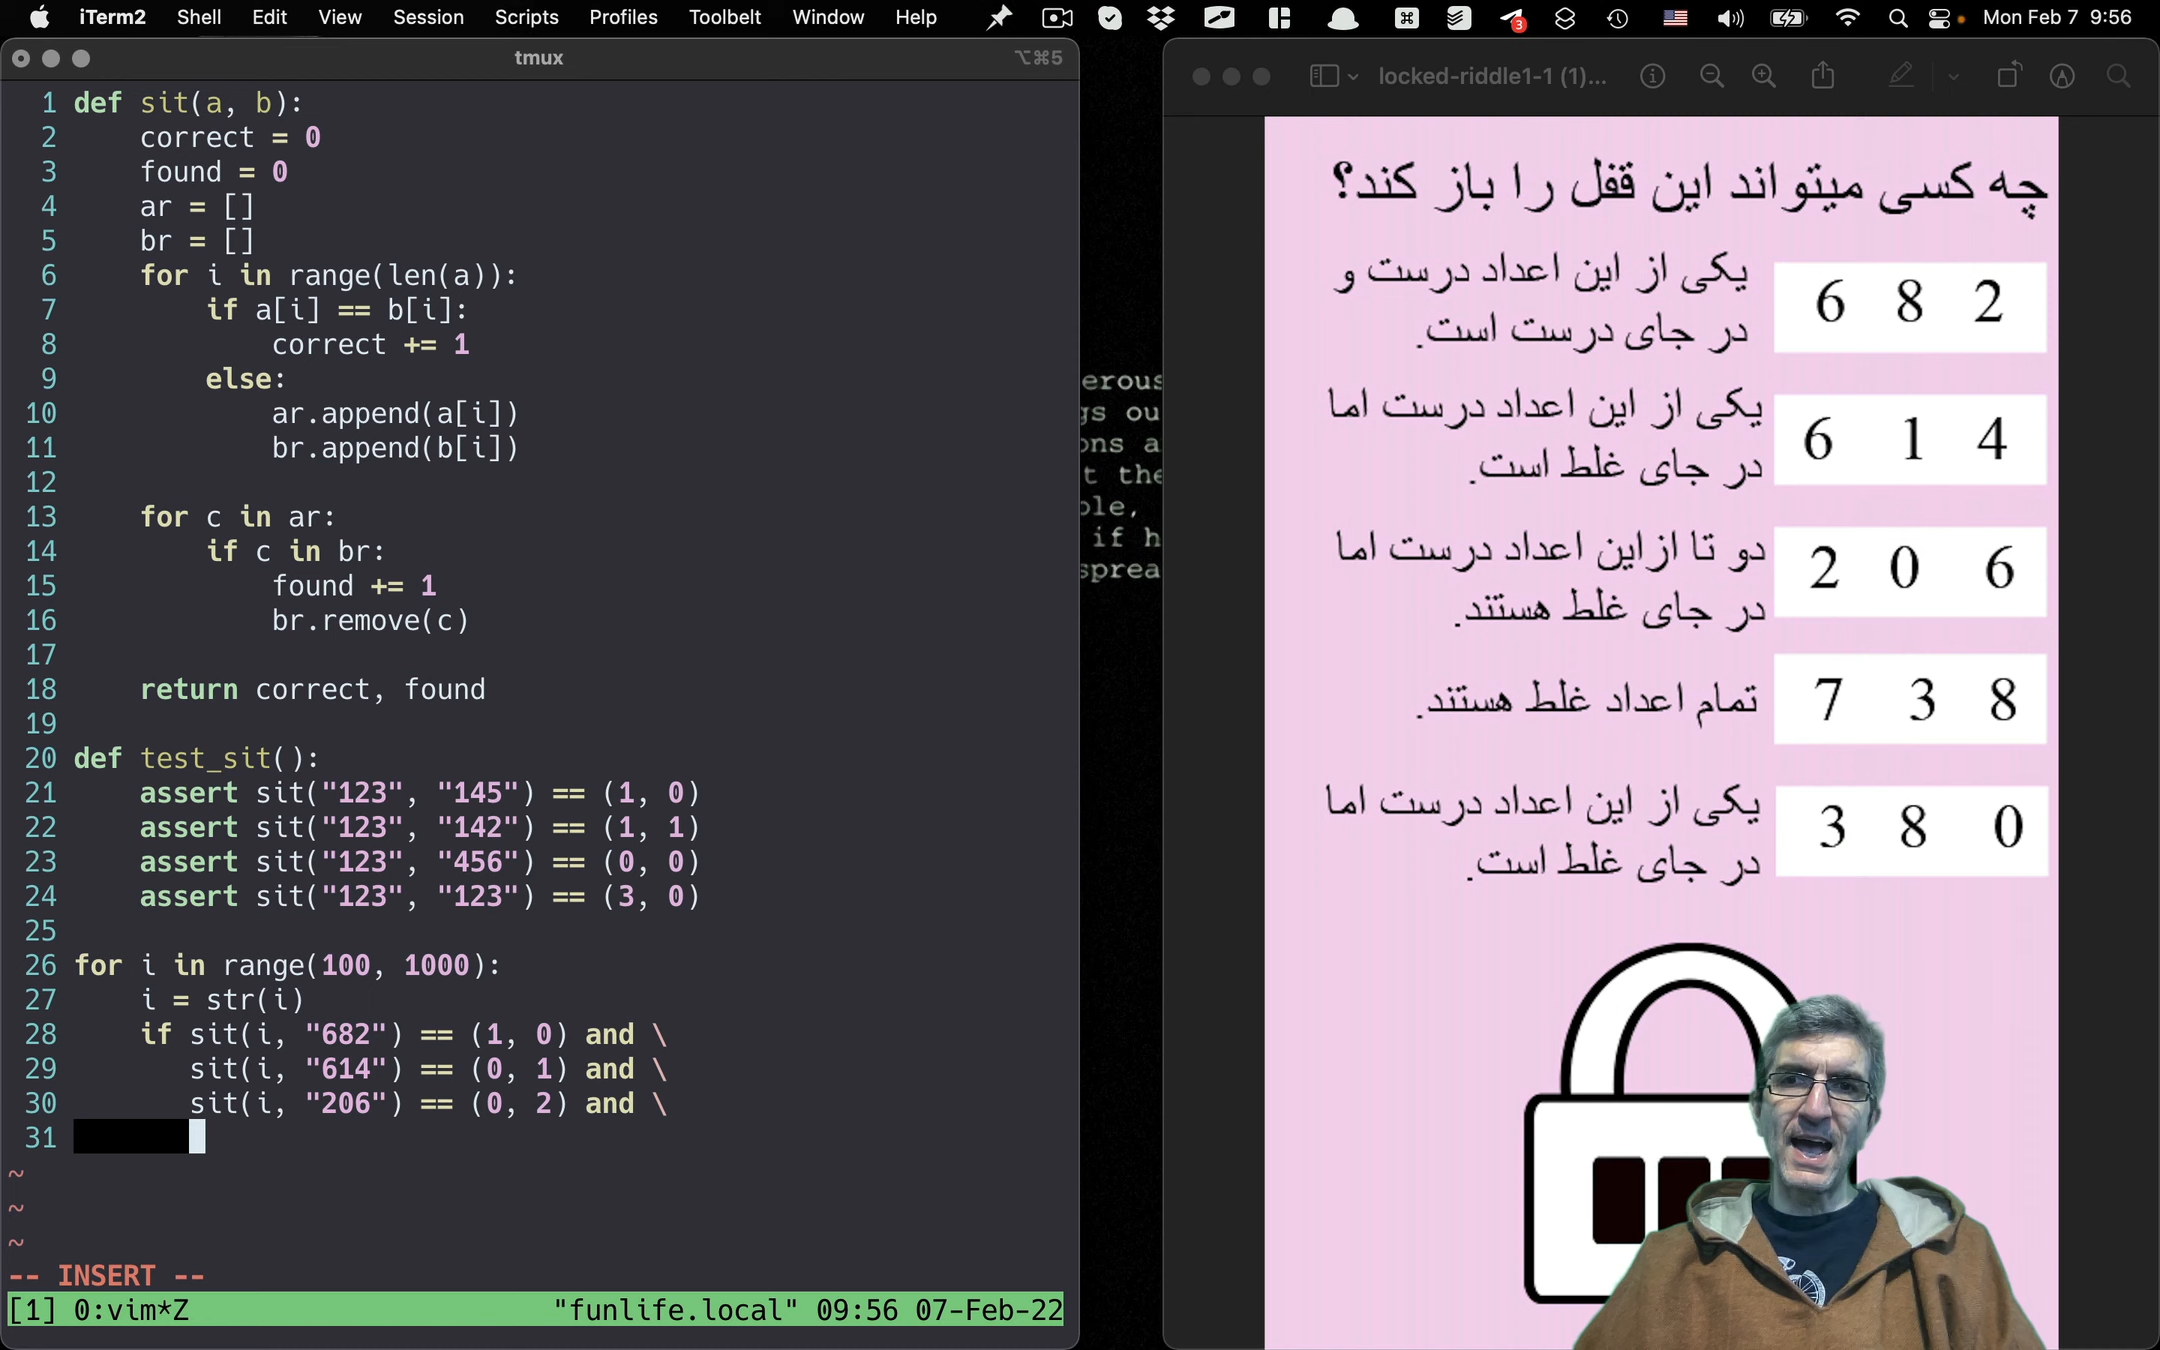 iTerm2 Shell Edit View Session Scripts Profiles Toolbelt Window Help 3 Mon Feb 7 9:56
tmux ⌥⌘5
1 def sit(a, b):
2 correct = 0
3 found = 0
4 ar = []
5 br = []
6 for i in range(len(a)):
7 if a[i] == b[i]:
8 correct += 1
9 else:
10 ar.append(a[i])
11 br.append(b[i])
12
13 for c in ar:
14 if c in br:
15 found += 1
16 br.remove(c)
17
18 return correct, found
19
20 def test_sit():
21 assert sit("123", "145") == (1, 0)
22 assert sit("123", "142") == (1, 1)
23 assert sit("123", "456") == (0, 0)
24 assert sit("123", "123") == (3, 0)
25
26 for i in range(100, 1000):
27 i = str(i)
28 if sit(i, "682") == (1, 0) and \
29 sit(i, "614") == (0, 1) and \
30 sit(i, "206") == (0, 2) and \
31
~
~
~
-- INSERT --
[1] 0:vim*Z "funlife.local" 09:56 07-Feb-22
locked-riddle1-1 (1)...
چه کسی میتواند این قفل را باز کند؟
6 8 2
یکی از این اعداد درست و
در جای درست است.
6 1 4
یکی از این اعداد درست اما
در جای غلط است.
2 0 6
دو تا ازاین اعداد درست اما
در جای غلط هستند.
7 3 8
تمام اعداد غلط هستند.
3 8 0
یکی از این اعداد درست اما
در جای غلط است.